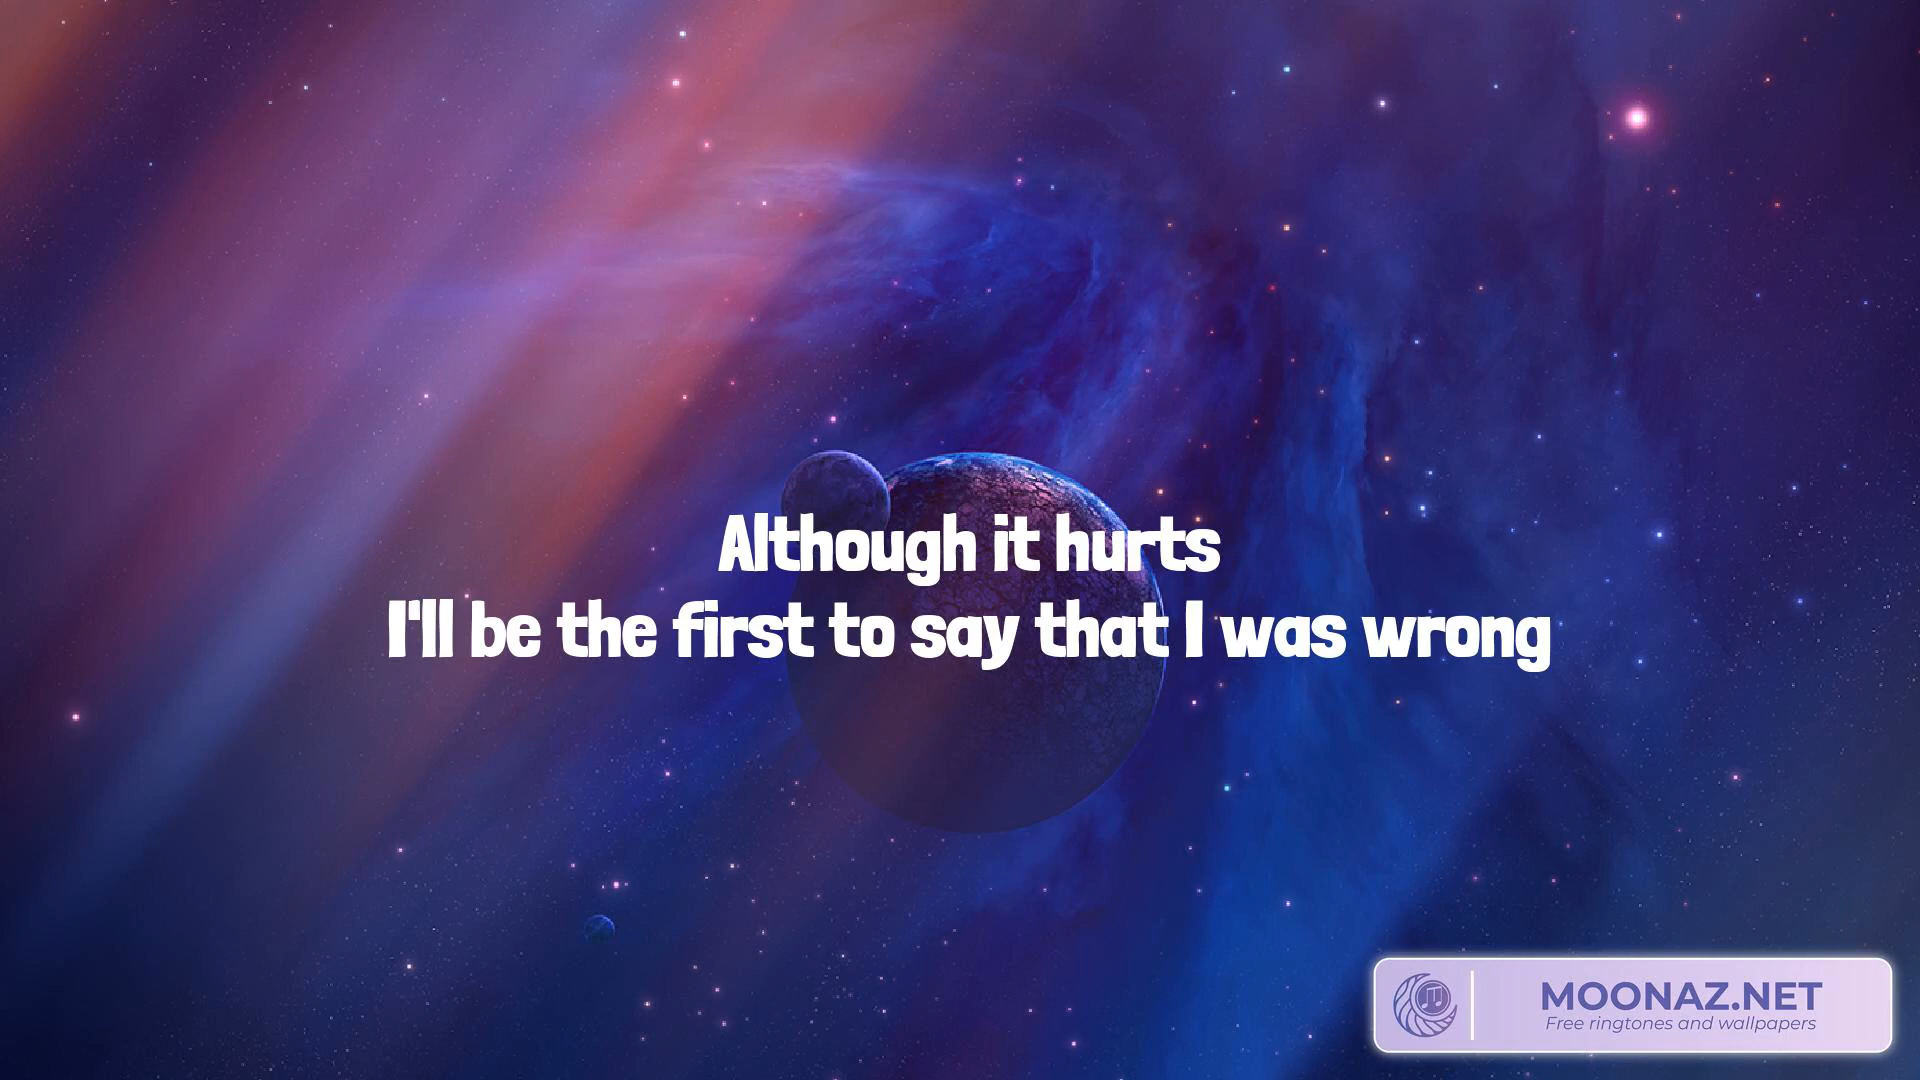 Although it hurts
I'll be the first to say that I was wrong
MOONAZ.NET
Free ringtones and wallpapers